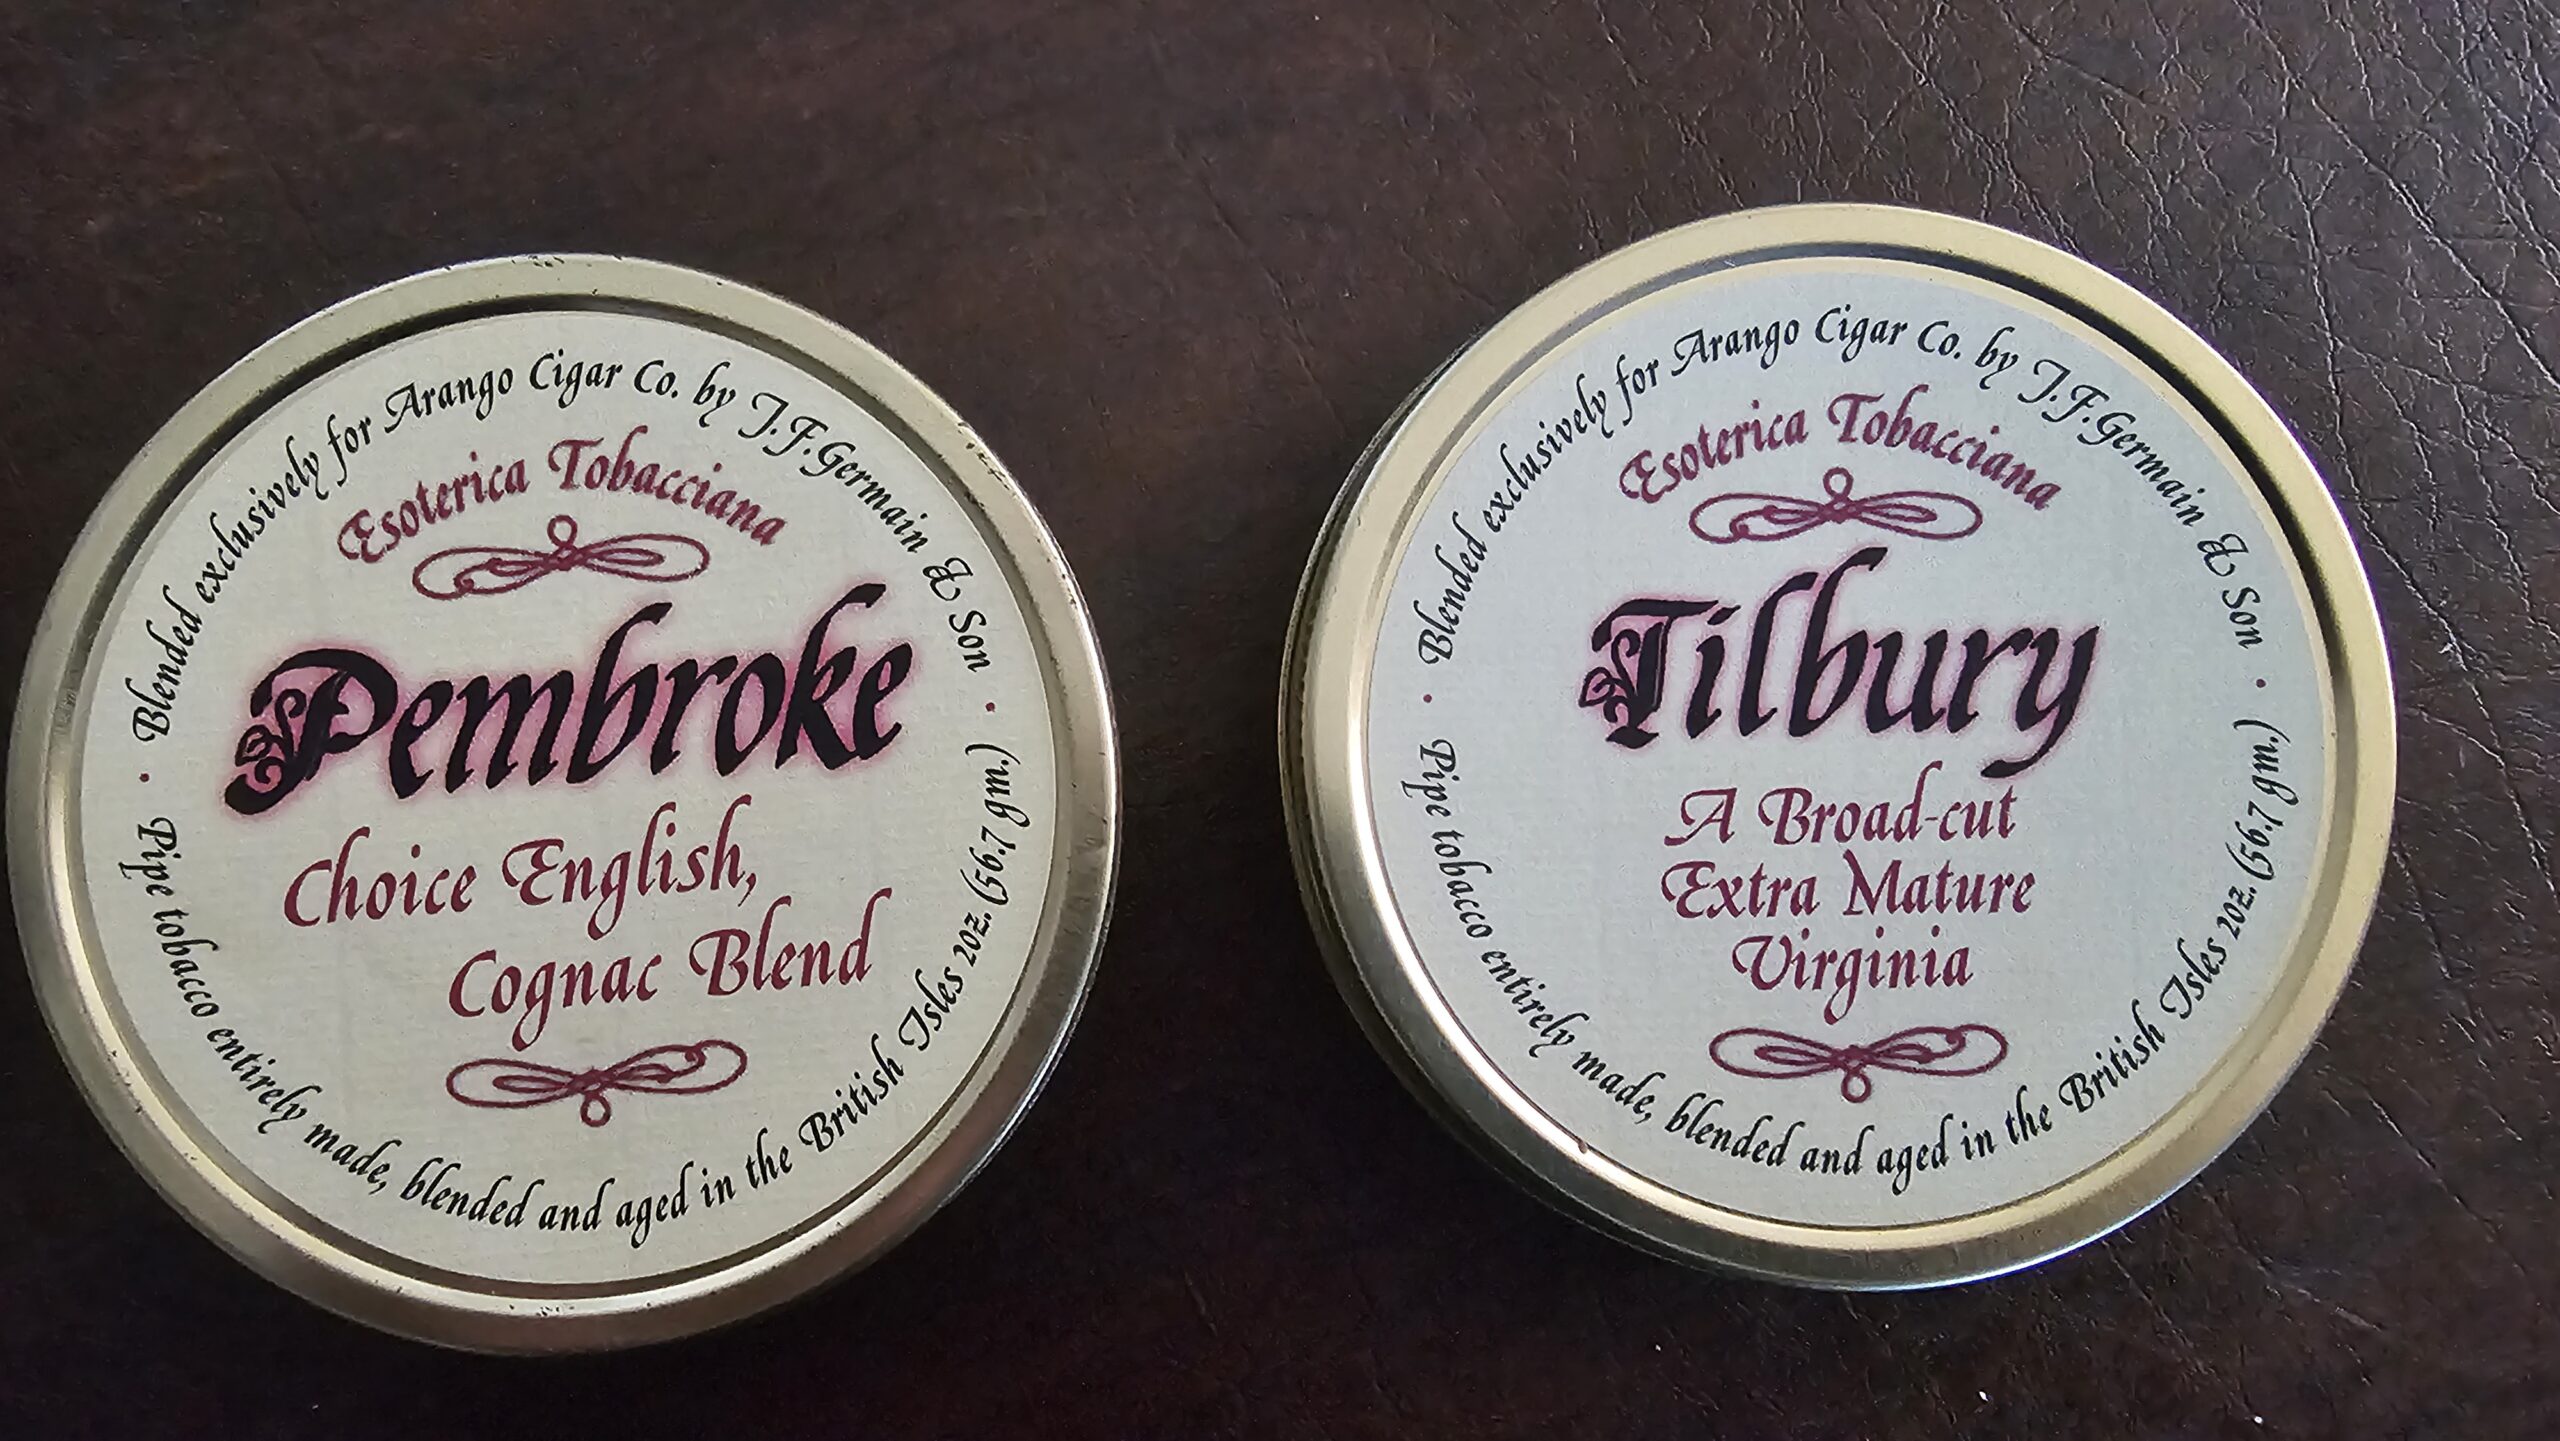 Blended exclusively for Arango Cigar Co. by J.F.Germain & Son
Esoterica Tobacciana
Pembroke
Choice English,
Cognac Blend
Pipe tobacco entirely made, blended and aged in the British Isles 2oz. (56.7 gm.)
Blended exclusively for Arango Cigar Co. by J.F.Germain & Son
Esoterica Tobacciana
Tilbury
A Broad-cut
Extra Mature
Virginia
Pipe tobacco entirely made, blended and aged in the British Isles 2oz. (56.7 gm.)